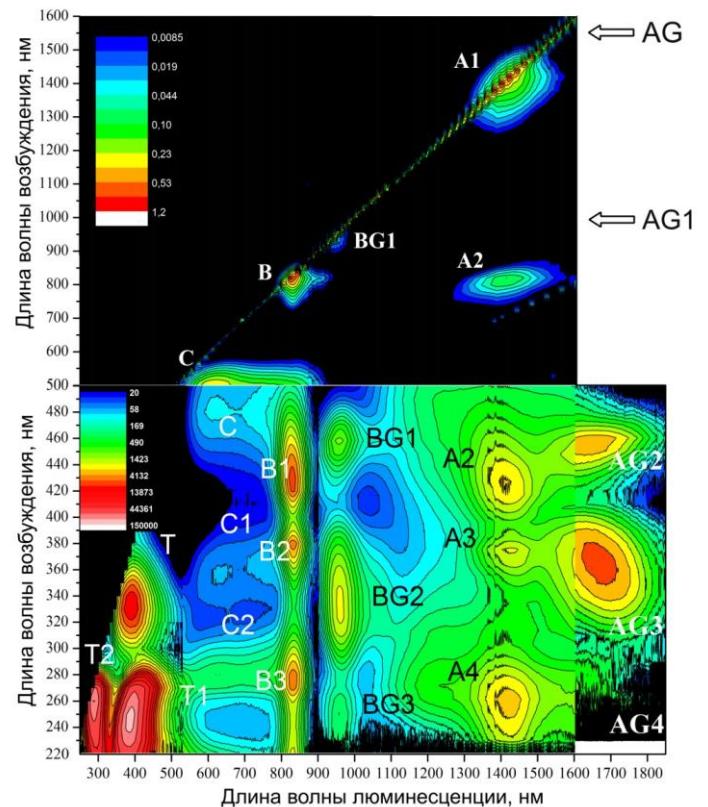 Длина волны возбуждения, нм
1600
1500
1400
1300
1200
1100
1000
900
800
700
600
500
0,0085
0,019
0,044
0,10
0,23
0,53
1,2
A1
BG1
B
A2
C
AG
AG1
Длина волны возбуждения, нм
480
460
440
420
400
380
360
340
320
300
280
260
240
220
20
58
169
490
1423
4132
13873
44361
150000
C
B1
BG1
A2
AG2
T
C1
B2
A3
C2
BG2
AG3
T2
T1
B3
BG3
A4
AG4
300 400 500 600 700 800 900 1000 1100 1200 1300 1400 1500 1600 1700 1800
Длина волны люминесценции, нм